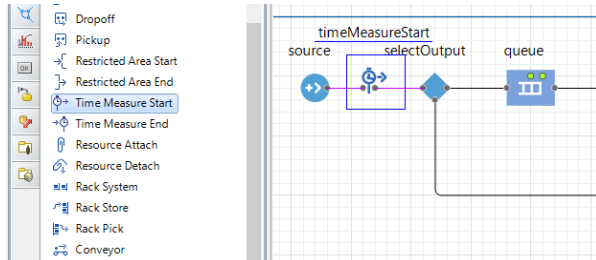 Dropoff
Pickup
Restricted Area Start
Restricted Area End
Time Measure Start
Time Measure End
Resource Attach
Resource Detach
Rack System
Rack Store
Rack Pick
Conveyor
OK
timeMeasureStart
source
selectOutput
queue